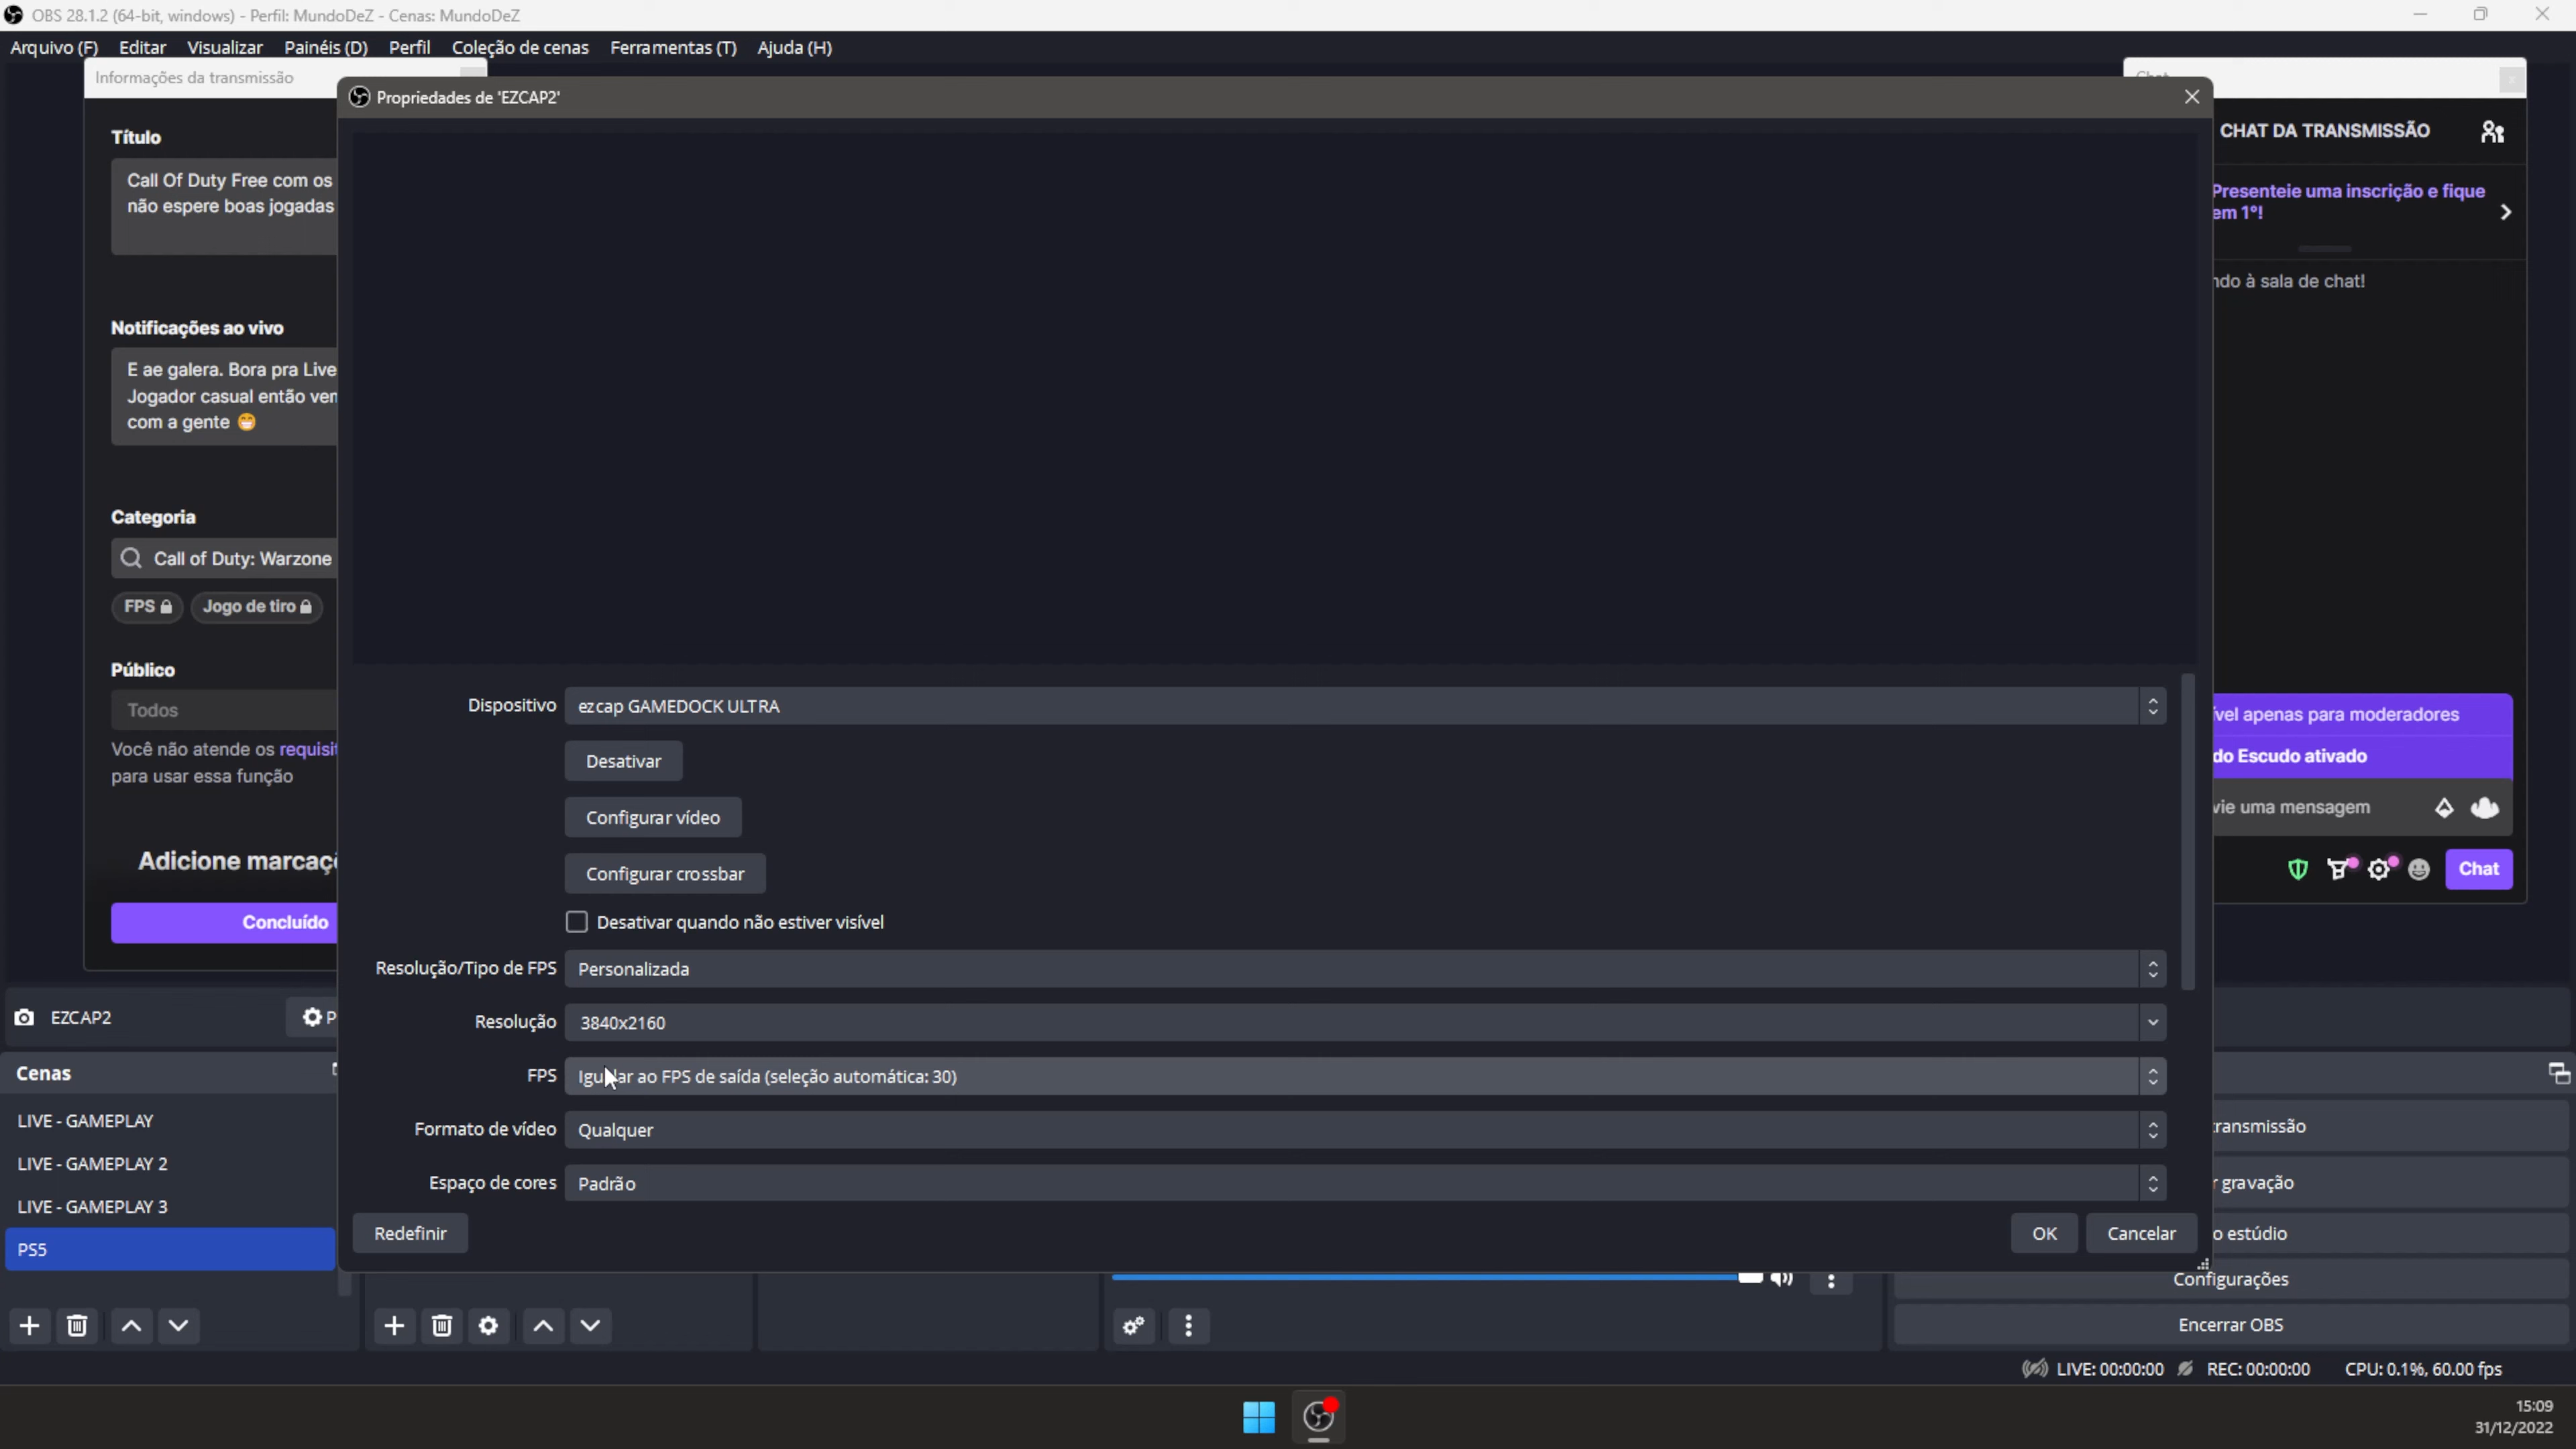 OBS 28.1.2 (64-bit, windows) - Perfil: MundoDeZ - Cenas: MundoDeZ
Arquivo (F) Editar Visualizar Painéis (D) Perfil Coleção de cenas Ferramentas (T) Ajuda (H)
Informações da transmissão
Título
Call Of Duty Free com os
não espere boas jogadas
Notificações ao vivo
E ae galera. Bora pra Live
Jogador casual então ven
com a gente 😁
Categoria
Call of Duty: Warzone
FPS Jogo de tiro
Público
Todos
Você não atende os requisit
para usar essa função
Adicione marcaç
Concluído
Propriedades de 'EZCAP2'
Dispositivo ezcap GAMEDOCK ULTRA
Desativar
Configurar vídeo
Configurar crossbar
Desativar quando não estiver visível
Resolução/Tipo de FPS Personalizada
Resolução 3840x2160
FPS Igualar ao FPS de saída (seleção automática: 30)
Formato de vídeo Qualquer
Espaço de cores Padrão
Redefinir OK Cancelar
CHAT DA TRANSMISSÃO
Presenteie uma inscrição e fique
em 1º!
ndo à sala de chat!
ível apenas para moderadores
do Escudo ativado
vie uma mensagem
Chat
EZCAP2 P
Cenas
LIVE - GAMEPLAY
LIVE - GAMEPLAY 2
LIVE - GAMEPLAY 3
PS5
transmissão
r gravação
o estúdio
Configurações
Encerrar OBS
LIVE: 00:00:00 REC: 00:00:00 CPU: 0.1%, 60.00 fps
15:09
31/12/2022